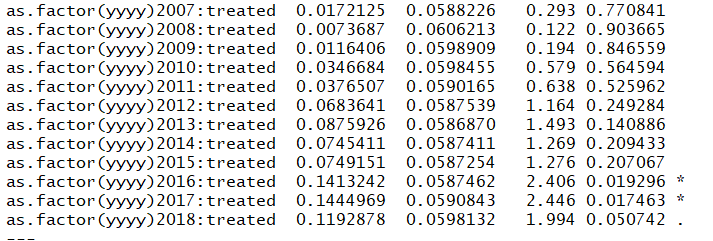 as.factor(yyyy)2007:treated 0.0172125 0.0588226 0.293 0.770841
as.factor(yyyy)2008:treated 0.0073687 0.0606213 0.122 0.903665
as.factor(yyyy)2009:treated 0.0116406 0.0598909 0.194 0.846559
as.factor(yyyy)2010:treated 0.0346684 0.0598455 0.579 0.564594
as.factor(yyyy)2011:treated 0.0376507 0.0590165 0.638 0.525962
as.factor(yyyy)2012:treated 0.0683641 0.0587539 1.164 0.249284
as.factor(yyyy)2013:treated 0.0875926 0.0586870 1.493 0.140886
as.factor(yyyy)2014:treated 0.0745411 0.0587411 1.269 0.209433
as.factor(yyyy)2015:treated 0.0749151 0.0587254 1.276 0.207067
as.factor(yyyy)2016:treated 0.1413242 0.0587462 2.406 0.019296 *
as.factor(yyyy)2017:treated 0.1444969 0.0590843 2.446 0.017463 *
as.factor(yyyy)2018:treated 0.1192878 0.0598132 1.994 0.050742 .
---